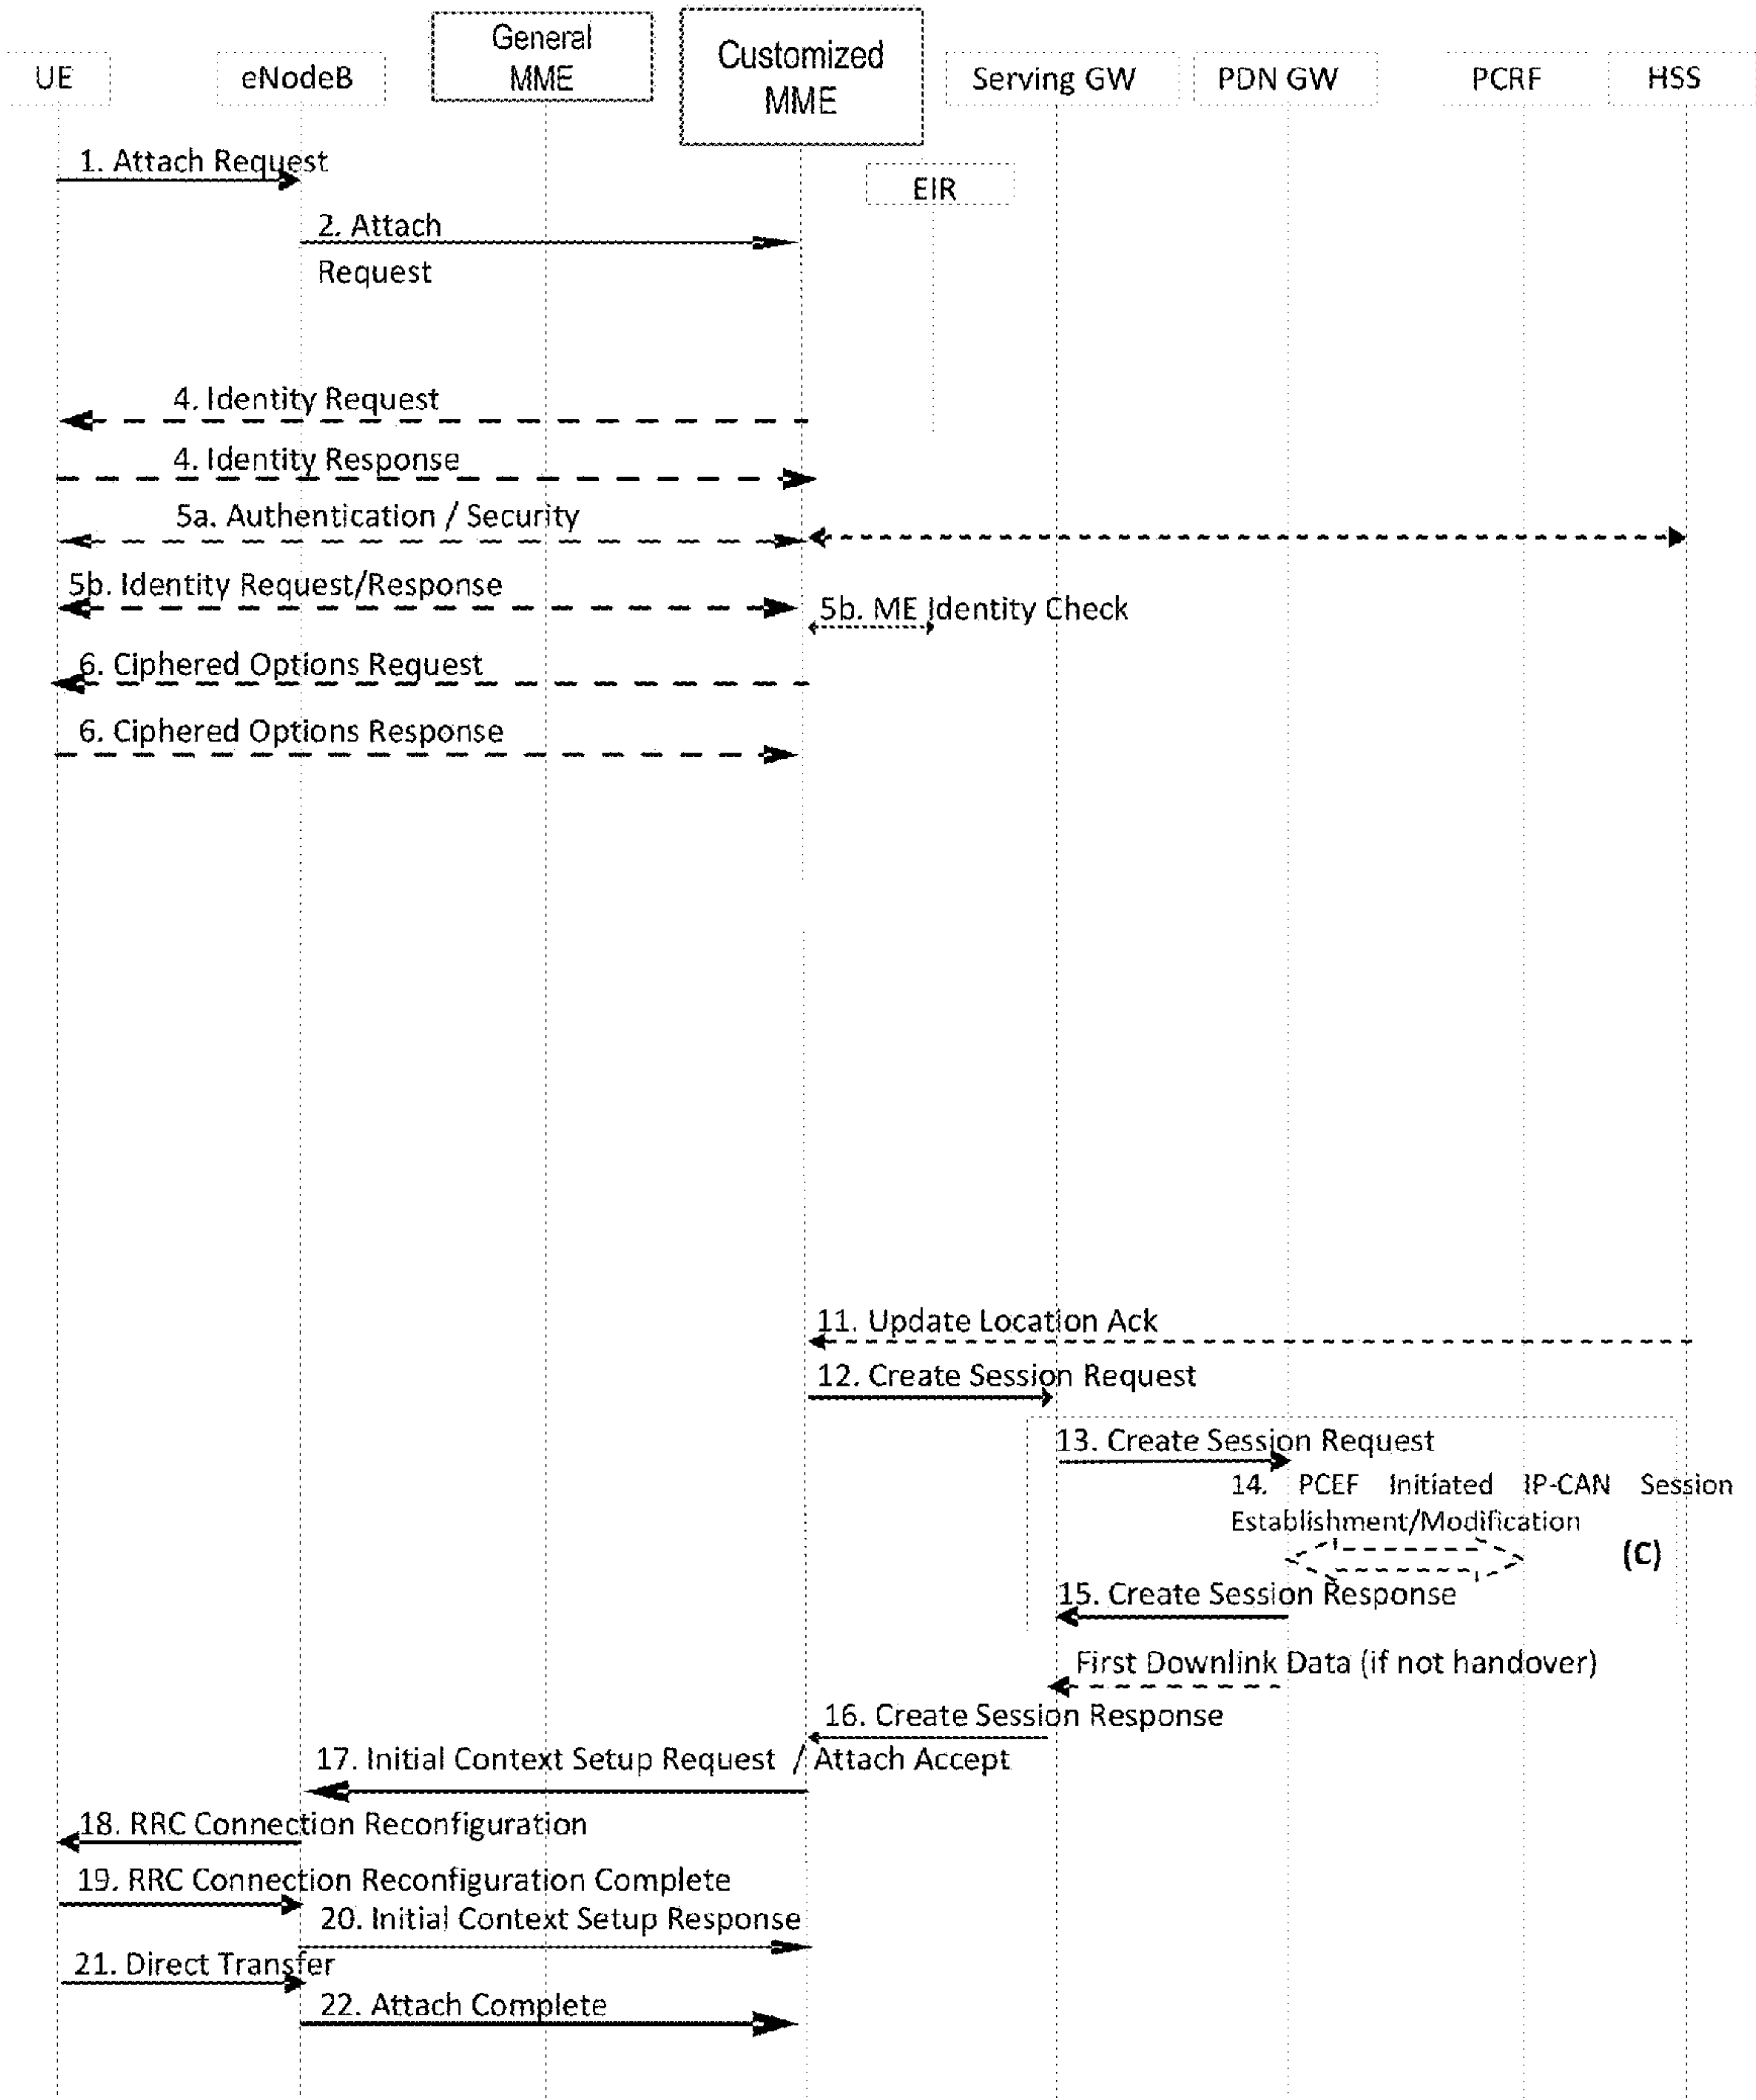 General
MME
Customized
MME
UE
eNodeB
Serving GW
PDN GW
PCRF
HSS
1. Attach Request
EIR
2. Attach
Request
4. Identity Request
4. Identity Response
5a. Authentication / Security
5b. Identity Request/Response
5b. ME Identity Check
6. Ciphered Options Request
6. Ciphered Options Response
11. Update Location Ack
12. Create Session Request
13. Create Session Request
14. PCEF Initiated IP-CAN Session
Establishment/Modification
(C)
15. Create Session Response
First Downlink Data (if not handover)
16. Create Session Response
17. Initial Context Setup Request / Attach Accept
18. RRC Connection Reconfiguration
19. RRC Connection Reconfiguration Complete
20. Initial Context Setup Response
21. Direct Transfer
22. Attach Complete